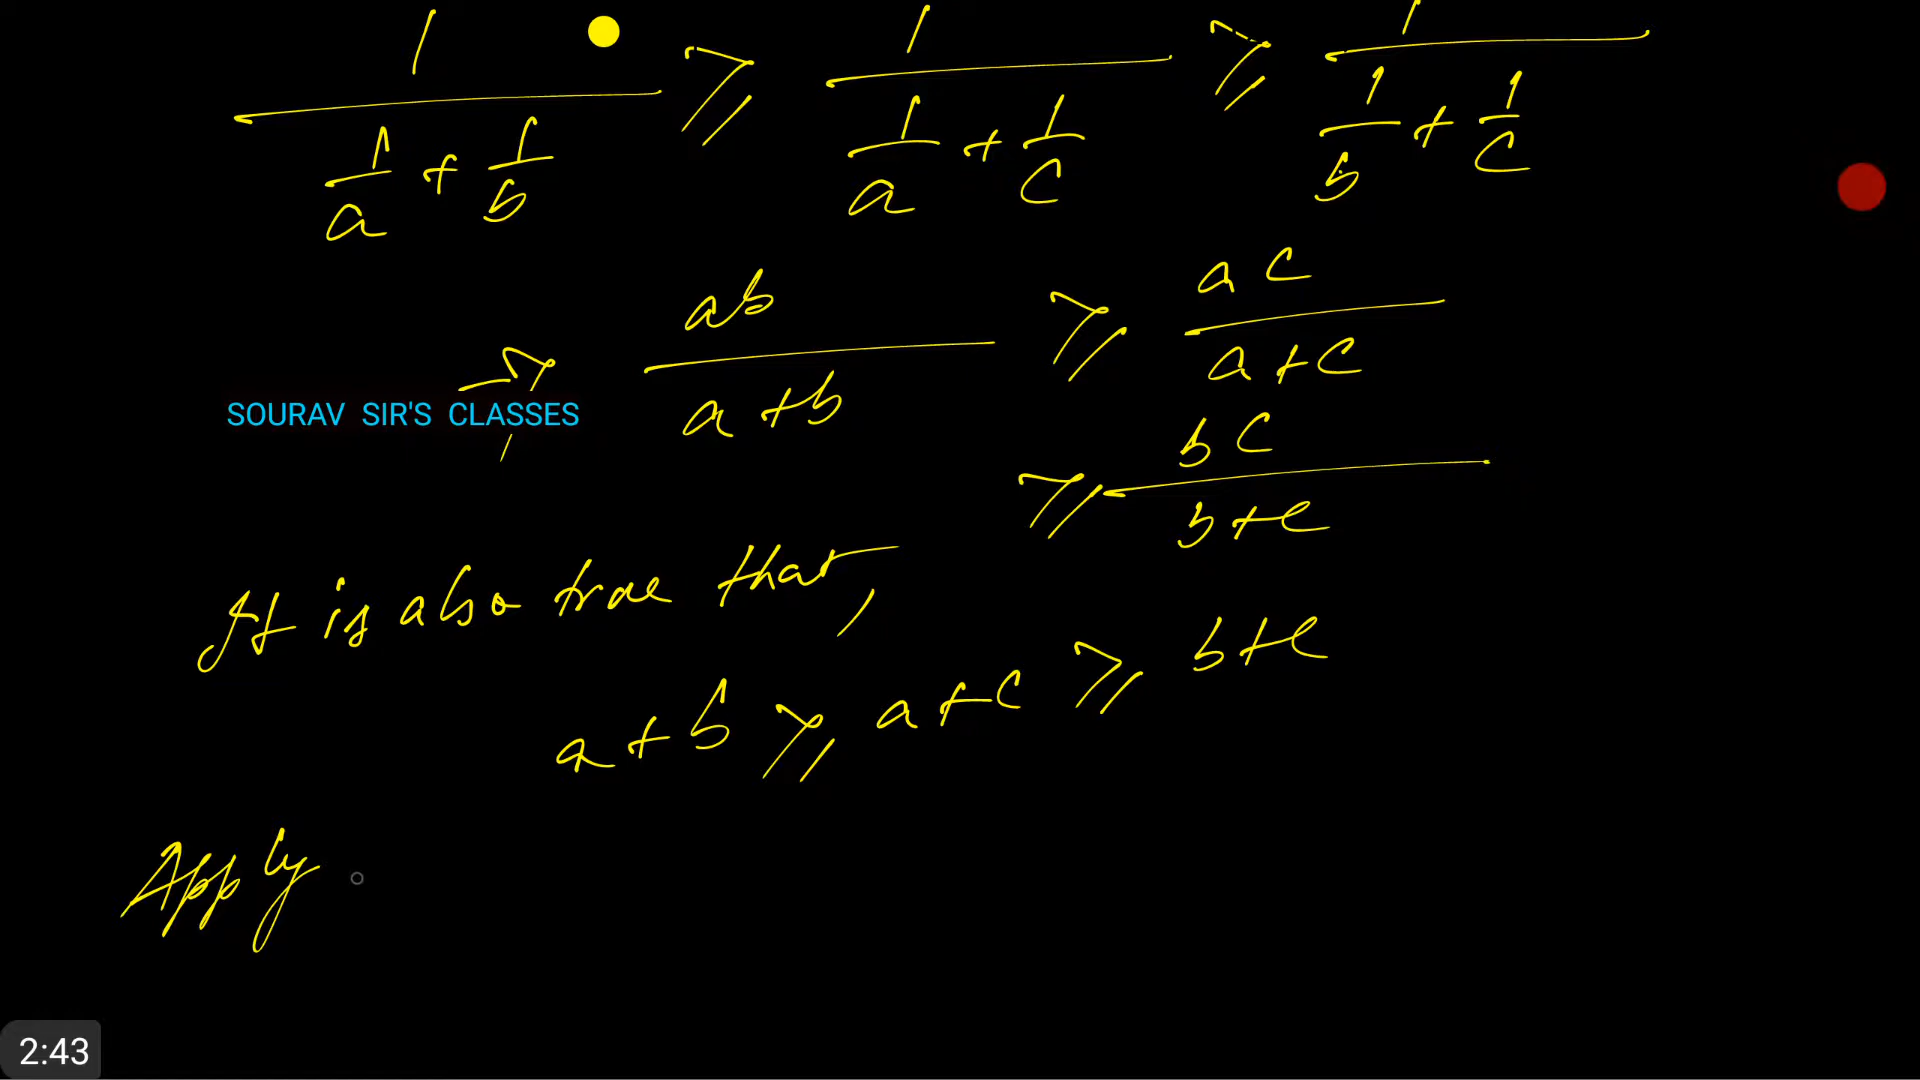 1 ⩾ 1 ⩾ 1
1/a + 1/b 1/a + 1/c 1/b + 1/c
⇒ ab/a+b ⩾ ac/a+c
SOURAV SIR'S CLASSES
⩾ bc/b+c
It is also true that,
a+b ⩾ a+c ⩾ b+c
Apply
2:43